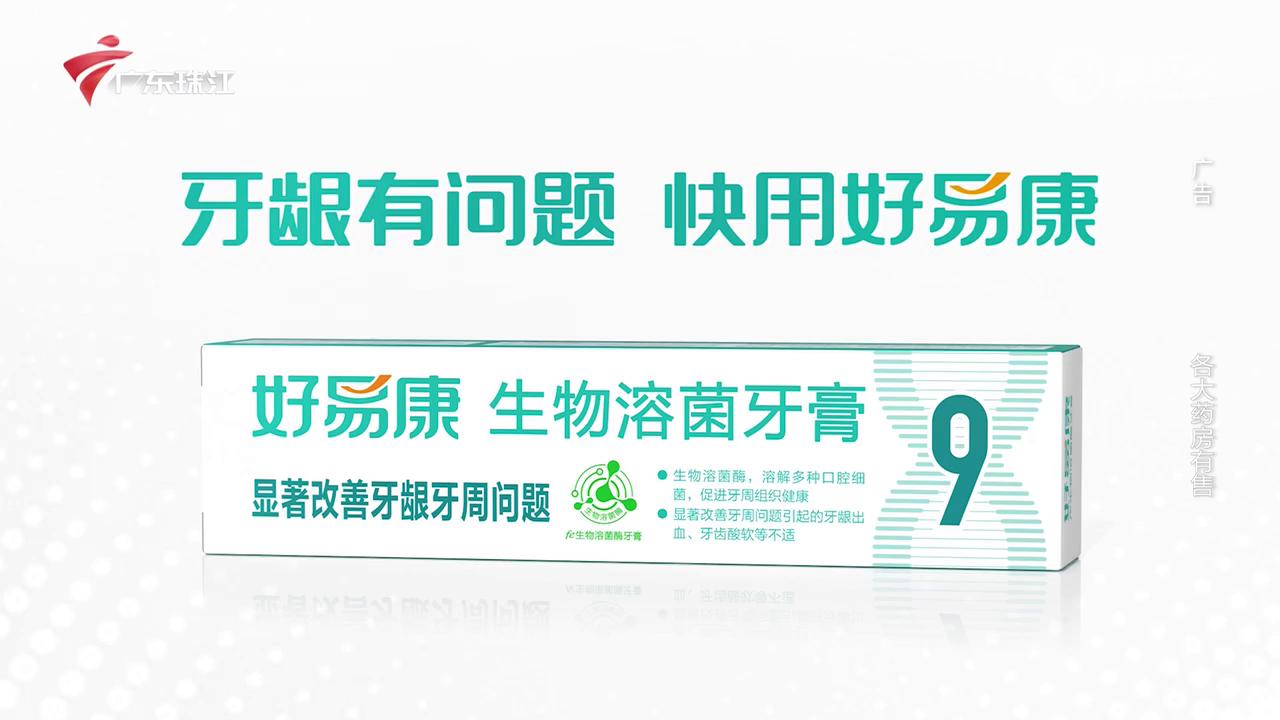 广东珠江
广告
牙龈有问题 快用好易康
各大药房有售
好易康 生物溶菌牙膏
9
显著改善牙龈牙周问题
生物溶菌酶
fe生物溶菌酶牙膏
● 生物溶菌酶，溶解多种口腔细
菌，促进牙周组织健康
● 显著改善牙周问题引起的牙龈出
血、牙齿酸软等不适